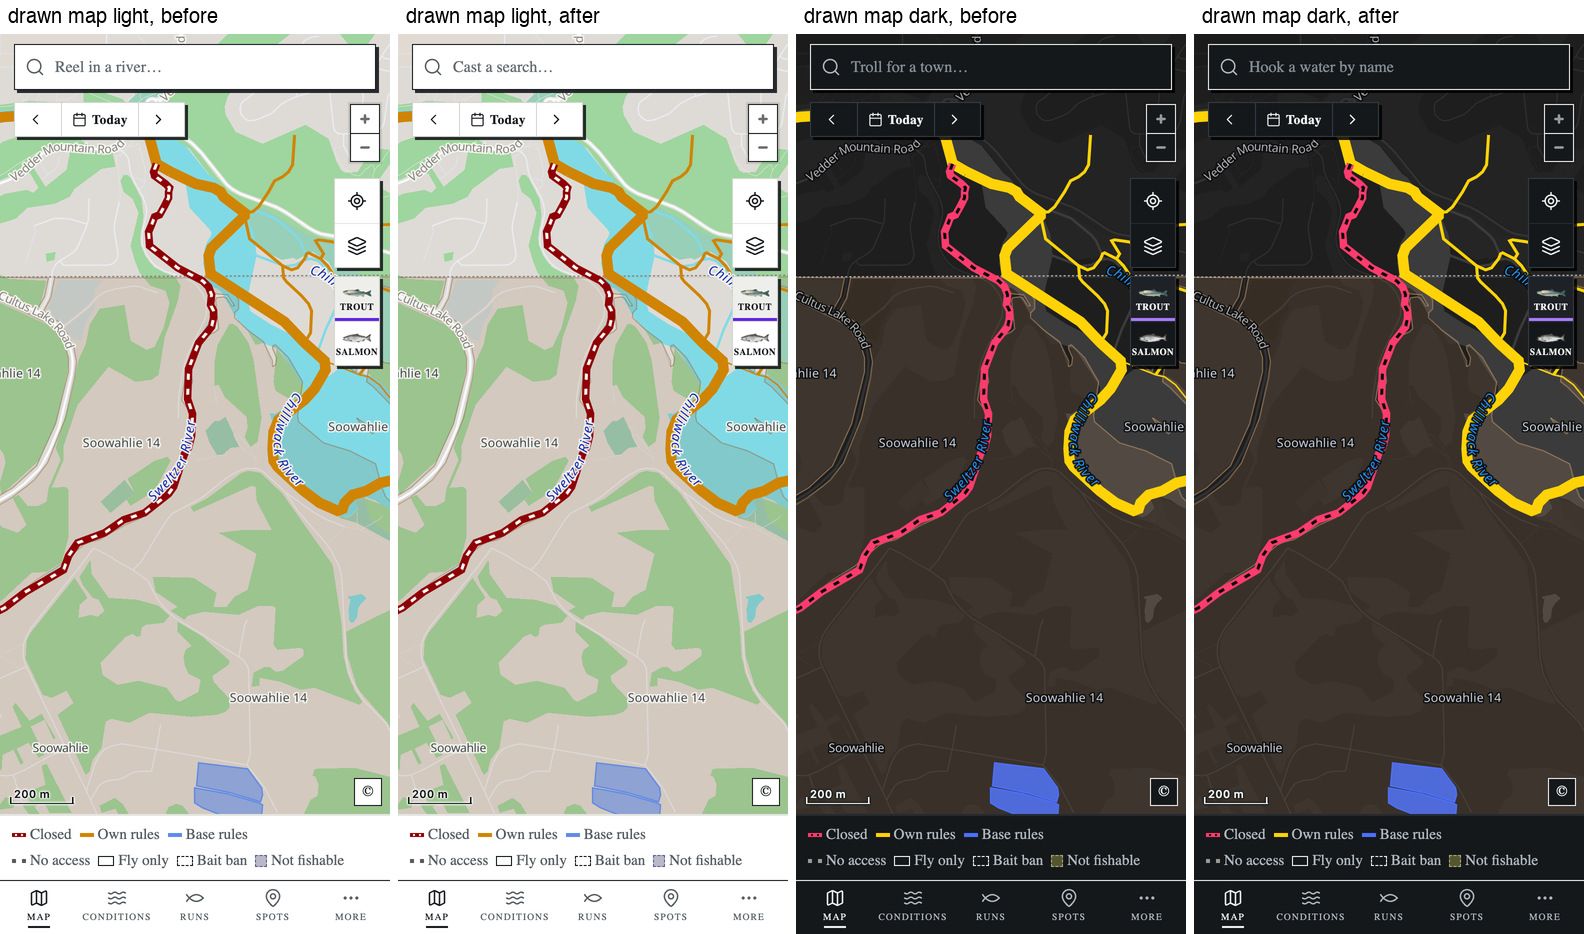 drawn map light, before
Reel in a river…
Today
Vedder Mountain Road
Chil
TROUT
SALMON
Cultus Lake Road
hlie 14
Chilliwack River
Soowahlie
Soowahlie 14
Sweltzer River
Soowahlie 14
Soowahlie
200 m
©
Closed Own rules Base rules
No access Fly only Bait ban Not fishable
MAP CONDITIONS RUNS SPOTS MORE
drawn map light, after
Cast a search…
Today
Vedder Mountain Road
Chil
TROUT
SALMON
Cultus Lake Road
hlie 14
Chilliwack River
Soowahlie
Soowahlie 14
Sweltzer River
Soowahlie 14
Soowahlie
200 m
©
Closed Own rules Base rules
No access Fly only Bait ban Not fishable
MAP CONDITIONS RUNS SPOTS MORE
drawn map dark, before
Troll for a town…
Today
Vedder Mountain Road
Chil
TROUT
SALMON
Cultus Lake Road
hlie 14
Chilliwack River
Soowahlie
Soowahlie 14
Sweltzer River
Soowahlie 14
Soowahlie
200 m
©
Closed Own rules Base rules
No access Fly only Bait ban Not fishable
MAP CONDITIONS RUNS SPOTS MORE
drawn map dark, after
Hook a water by name
Today
Vedder Mountain Road
Chil
TROUT
SALMON
Cultus Lake Road
hlie 14
Chilliwack River
Soowahlie
Soowahlie 14
Sweltzer River
Soowahlie 14
Soowahlie
200 m
©
Closed Own rules Base rules
No access Fly only Bait ban Not fishable
MAP CONDITIONS RUNS SPOTS MORE